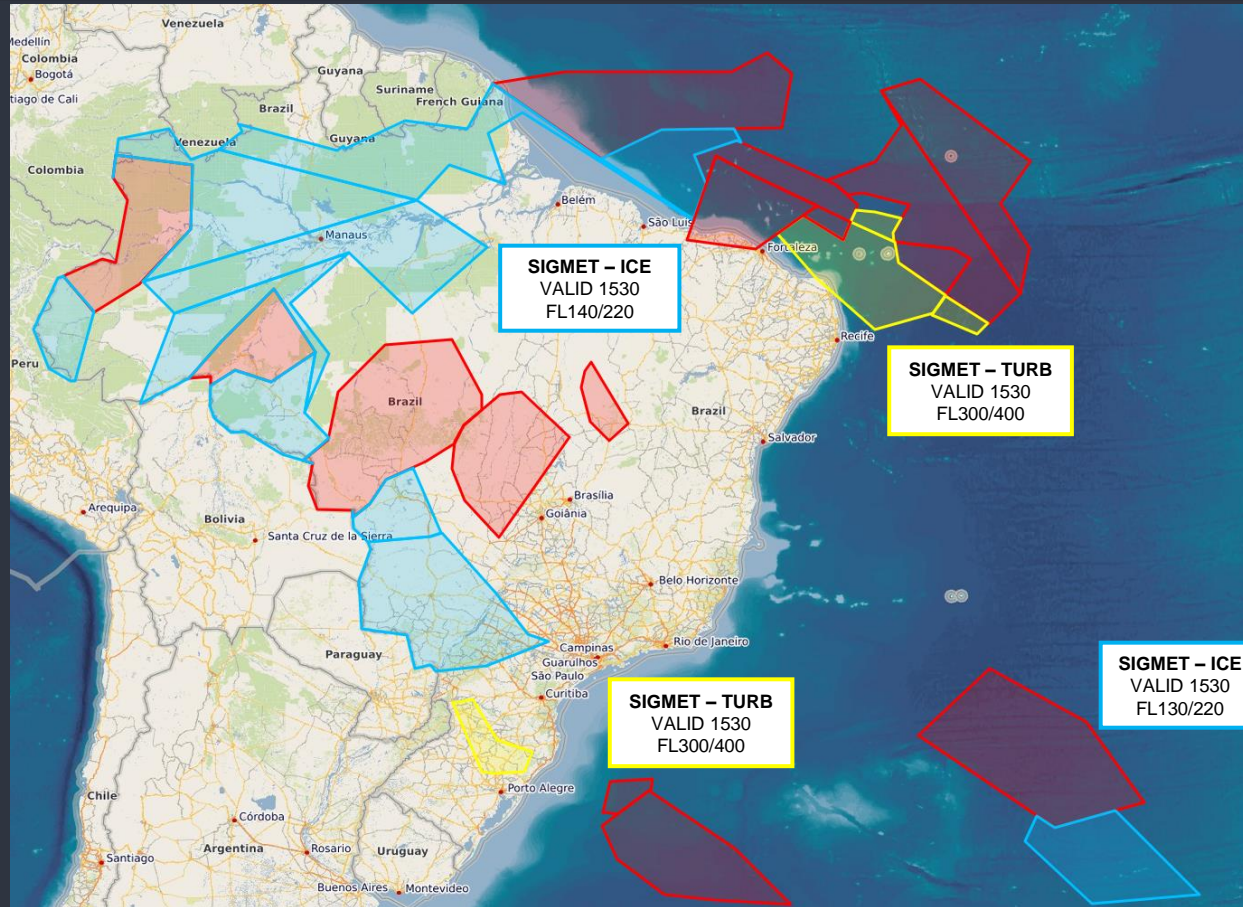 Venezuela
Medellín
Colombia
Bogotá
tiago de Cali
Guyana
Suriname
French Guiana
Brazil
Venezuela
Guyana
Colombia
Belém
São Luís
Manaus
Fortaleza
SIGMET – ICE
VALID 1530
FL140/220
Recife
Peru
SIGMET – TURB
VALID 1530
FL300/400
Brazil
Brazil
Salvador
Arequipa
Brasília
Goiânia
Bolivia
Santa Cruz de la Sierra
Belo Horizonte
Paraguay
Campinas
Rio de Janeiro
Guarulhos
São Paulo
SIGMET – ICE
VALID 1530
FL130/220
Curitiba
SIGMET – TURB
VALID 1530
FL300/400
Porto Alegre
Chile
Córdoba
Argentina
Rosario
Uruguay
Santiago
Buenos Aires
Montevideo